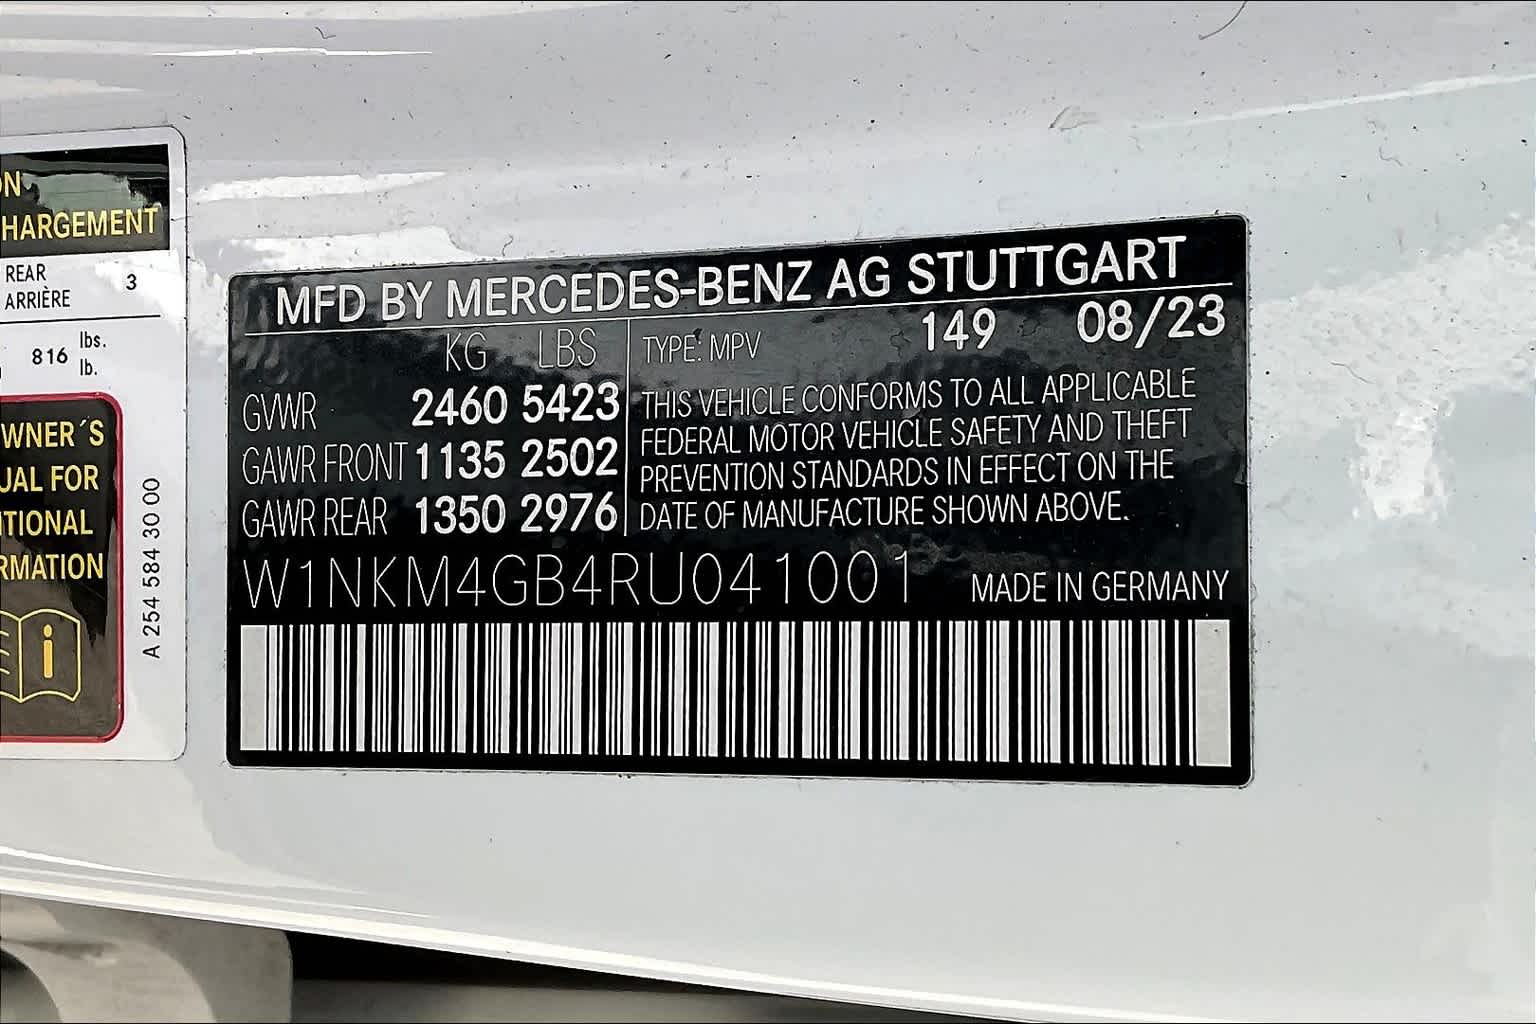 ON
HARGEMENT
REAR
ARRIÈRE
3
816
lbs.
lb.
WNER´S
UAL FOR
ITIONAL
RMATION
i
A 254 584 30 00
MFD BY MERCEDES-BENZ AG STUTTGART
KG LBS
GVWR 2460 5423
GAWR FRONT 1135 2502
GAWR REAR 1350 2976
TYPE: MPV 149 08/23
THIS VEHICLE CONFORMS TO ALL APPLICABLE
FEDERAL MOTOR VEHICLE SAFETY AND THEFT
PREVENTION STANDARDS IN EFFECT ON THE
DATE OF MANUFACTURE SHOWN ABOVE.
W1NKM4GB4RU041001
MADE IN GERMANY